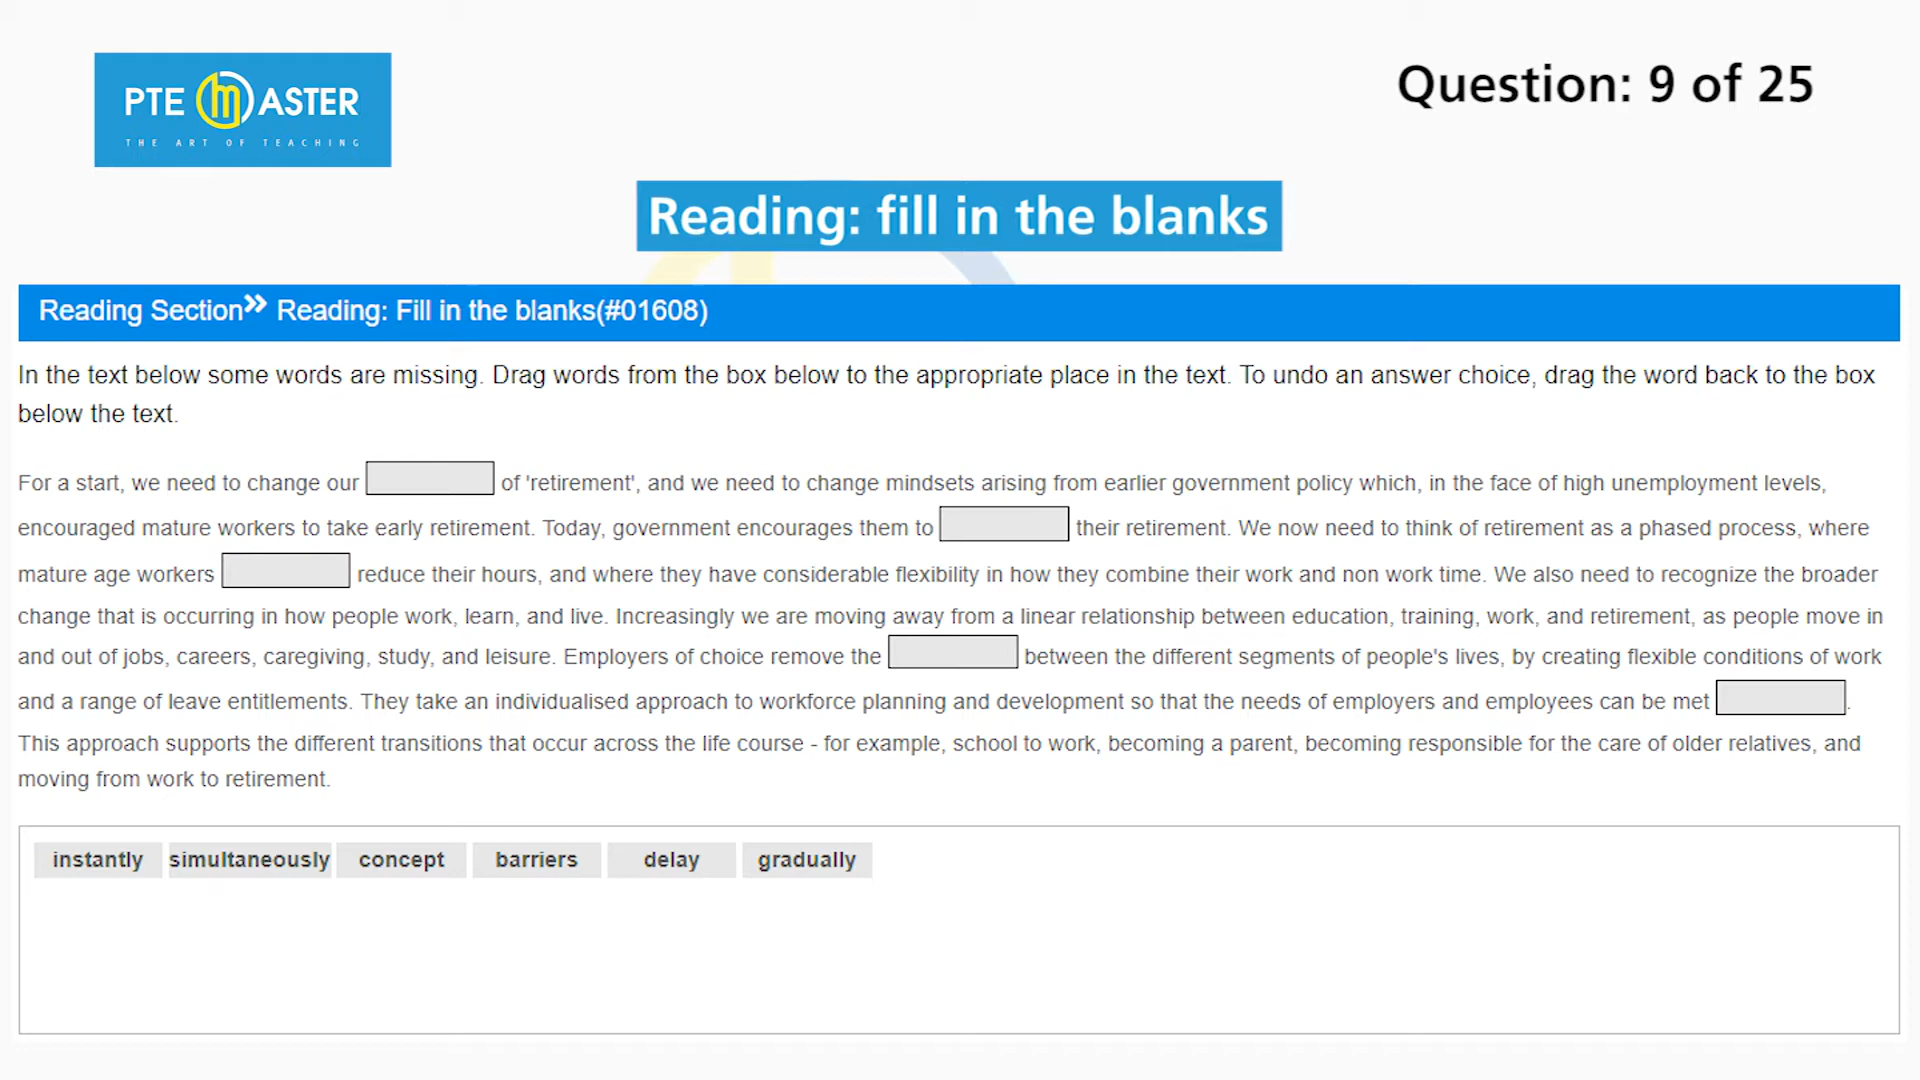 PTE MASTER
THE ART OF TEACHING
Question: 9 of 25
Reading: fill in the blanks
Reading Section» Reading: Fill in the blanks(#01608)
In the text below some words are missing. Drag words from the box below to the appropriate place in the text. To undo an answer choice, drag the word back to the box
below the text.
For a start, we need to change our of 'retirement', and we need to change mindsets arising from earlier government policy which, in the face of high unemployment levels,
encouraged mature workers to take early retirement. Today, government encourages them to their retirement. We now need to think of retirement as a phased process, where
mature age workers reduce their hours, and where they have considerable flexibility in how they combine their work and non work time. We also need to recognize the broader
change that is occurring in how people work, learn, and live. Increasingly we are moving away from a linear relationship between education, training, work, and retirement, as people move in
and out of jobs, careers, caregiving, study, and leisure. Employers of choice remove the between the different segments of people's lives, by creating flexible conditions of work
and a range of leave entitlements. They take an individualised approach to workforce planning and development so that the needs of employers and employees can be met .
This approach supports the different transitions that occur across the life course - for example, school to work, becoming a parent, becoming responsible for the care of older relatives, and
moving from work to retirement.
instantly simultaneously concept barriers delay gradually